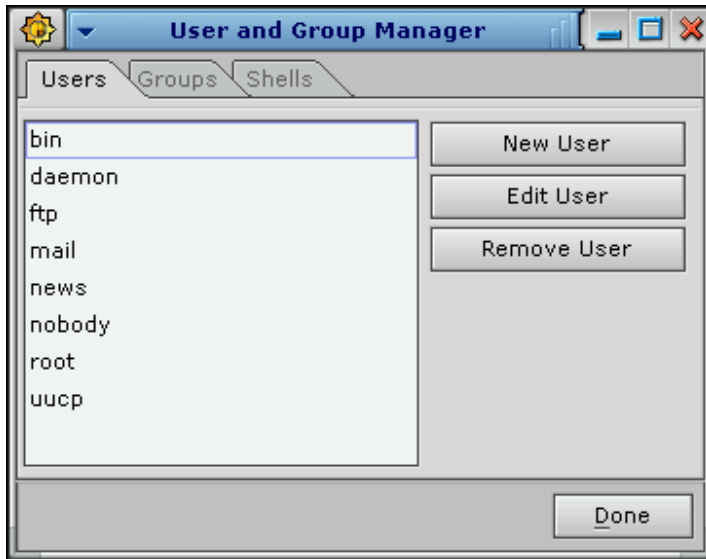 User and Group Manager
Users Groups Shells
bin
daemon
ftp
mail
news
nobody
root
uucp
New User
Edit User
Remove User
Done